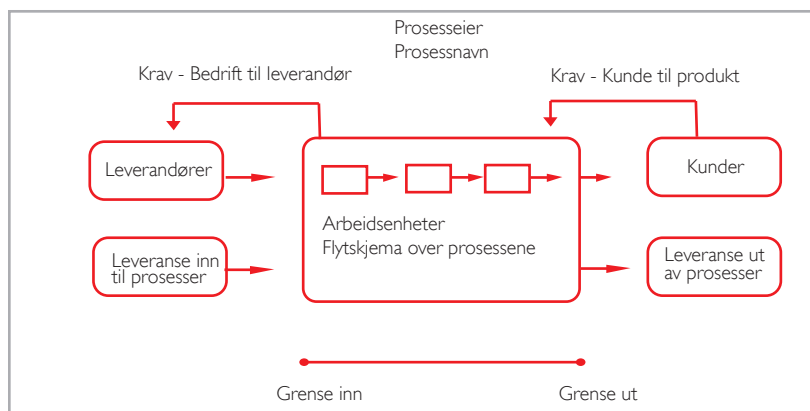 Prosesseier
Prosessnavn
Krav - Bedrift til leverandør
Krav - Kunde til produkt
Leverandører
Kunder
Arbeidsenheter
Flytskjema over prosessene
Leveranse inn
til prosesser
Leveranse ut
av prosesser
Grense inn
Grense ut